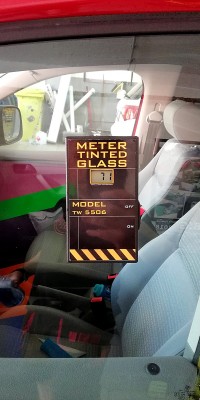 METER
TINTED
GLASS
71
MODEL
TW 5506
OFF
ON